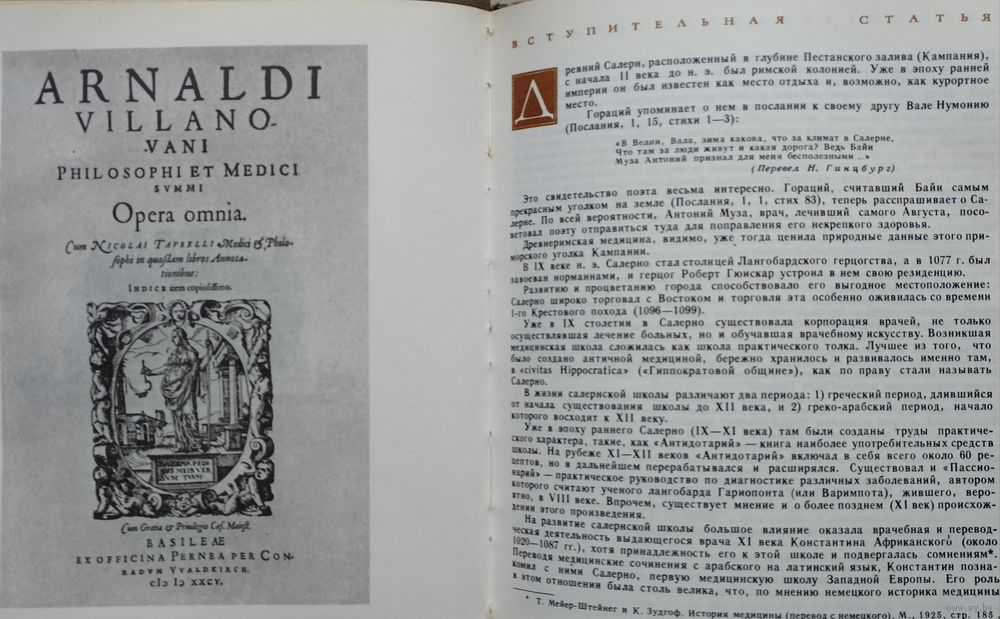 ARNALDI
VILLANO-
VANI
PHILOSOPHI ET MEDICI
SVMMI
Opera omnia.
Cum NICOLAI TAVRELLI Medici & Philo-
sophi in quosdam libros Annota-
tionibus:
INDICE item copiosissimo.
Cum Gratia & Privilegio Cæs. Maiest.
BASILEAE
EX OFFICINA PERNEA PER CON-
RADVM VVALDKIRCH.
CIↃ IↃ XXCV.
ВСТУПИТЕЛЬНАЯ СТАТЬЯ
Древний Салерн, расположенный в глубине Пестанского залива (Кампания),
с начала II века до н. э. был римской колонией. Уже в эпоху ранней
империи он был известен как место отдыха и, возможно, как курортное
место.
Гораций упоминает о нем в послании к своему другу Вале Нумонию
(Послания, 1, 15, стихи 1—3):
«В Велии, Вала, зима какова, что за климат в Салерне,
Что там за люди живут и какая дорога? Ведь Байи
Муза Антоний признал для меня бесполезными ..»
(Перевел Н. Гинцбург)
Это свидетельство поэта весьма интересно. Гораций, считавший Байи самым
прекрасным уголком на земле (Послания, 1, 1, стих 83), теперь расспрашивает о Са-
лерне. По всей вероятности, Антоний Муза, врач, лечивший самого Августа, посо-
ветовал поэту отправиться туда для поправления его некрепкого здоровья.
Древнеримская медицина, видимо, уже тогда ценила природные данные этого при-
морского уголка Кампании.
В IX веке н. э. Салерно стал столицей Лангобардского герцогства, а в 1077 г. был
завоеван норманнами, и герцог Роберт Гюискар устроил в нем свою резиденцию.
Развитию и процветанию города способствовало его выгодное местоположение:
Салерно широко торговал с Востоком и торговля эта особенно оживилась со времени
1-го Крестового похода (1096—1099).
Уже в IX столетии в Салерно существовала корпорация врачей, не только
осуществлявшая лечение больных, но и обучавшая врачебному искусству. Возникшая
медицинская школа сложилась как школа практического толка. Лучшее из того, что
было создано античной медициной, бережно хранилось и развивалось именно там,
в «civitas Hippocratica» («Гиппократовой общине»), как по праву стали называть
Салерно.
В жизни салернской школы различают два периода: 1) греческий период, длившийся
от начала существования школы до XII века, и 2) греко-арабский период, начало
которого восходит к XII веку.
Уже в эпоху раннего Салерно (IX—XI века) там были созданы труды практиче-
ского характера, такие, как «Антидотарий» — книга наиболее употребительных средств
школы. На рубеже XI—XII веков «Антидотарий» включал в себя всего около 60 ре-
цептов, но в дальнейшем перерабатывался и расширялся. Существовал и «Пассио-
нарий» — практическое руководство по диагностике различных заболеваний, автором
которого считают ученого лангобарда Гариопонта (или Варимпота), жившего, веро-
ятно, в VIII веке. Впрочем, существует мнение и о более позднем (XI век) происхож-
дении этого произведения.
На развитие салернской школы большое влияние оказала врачебная и перевод-
ческая деятельность выдающегося врача XI века Константина Африканского (около
1020—1087 гг.), хотя принадлежность его к этой школе и подвергалась сомнениям*.
Переводя медицинские сочинения с арабского на латинский язык, Константин позна-
комил с ними Салерно, первую медицинскую школу Западной Европы. Его роль
в этом отношении была столь велика, что, по мнению немецкого историка медицины
* Т. Мейер-Штейнег и К. Зудгоф. История медицины (перевод с немецкого). М., 1925, стр. 185.
www.ay.by